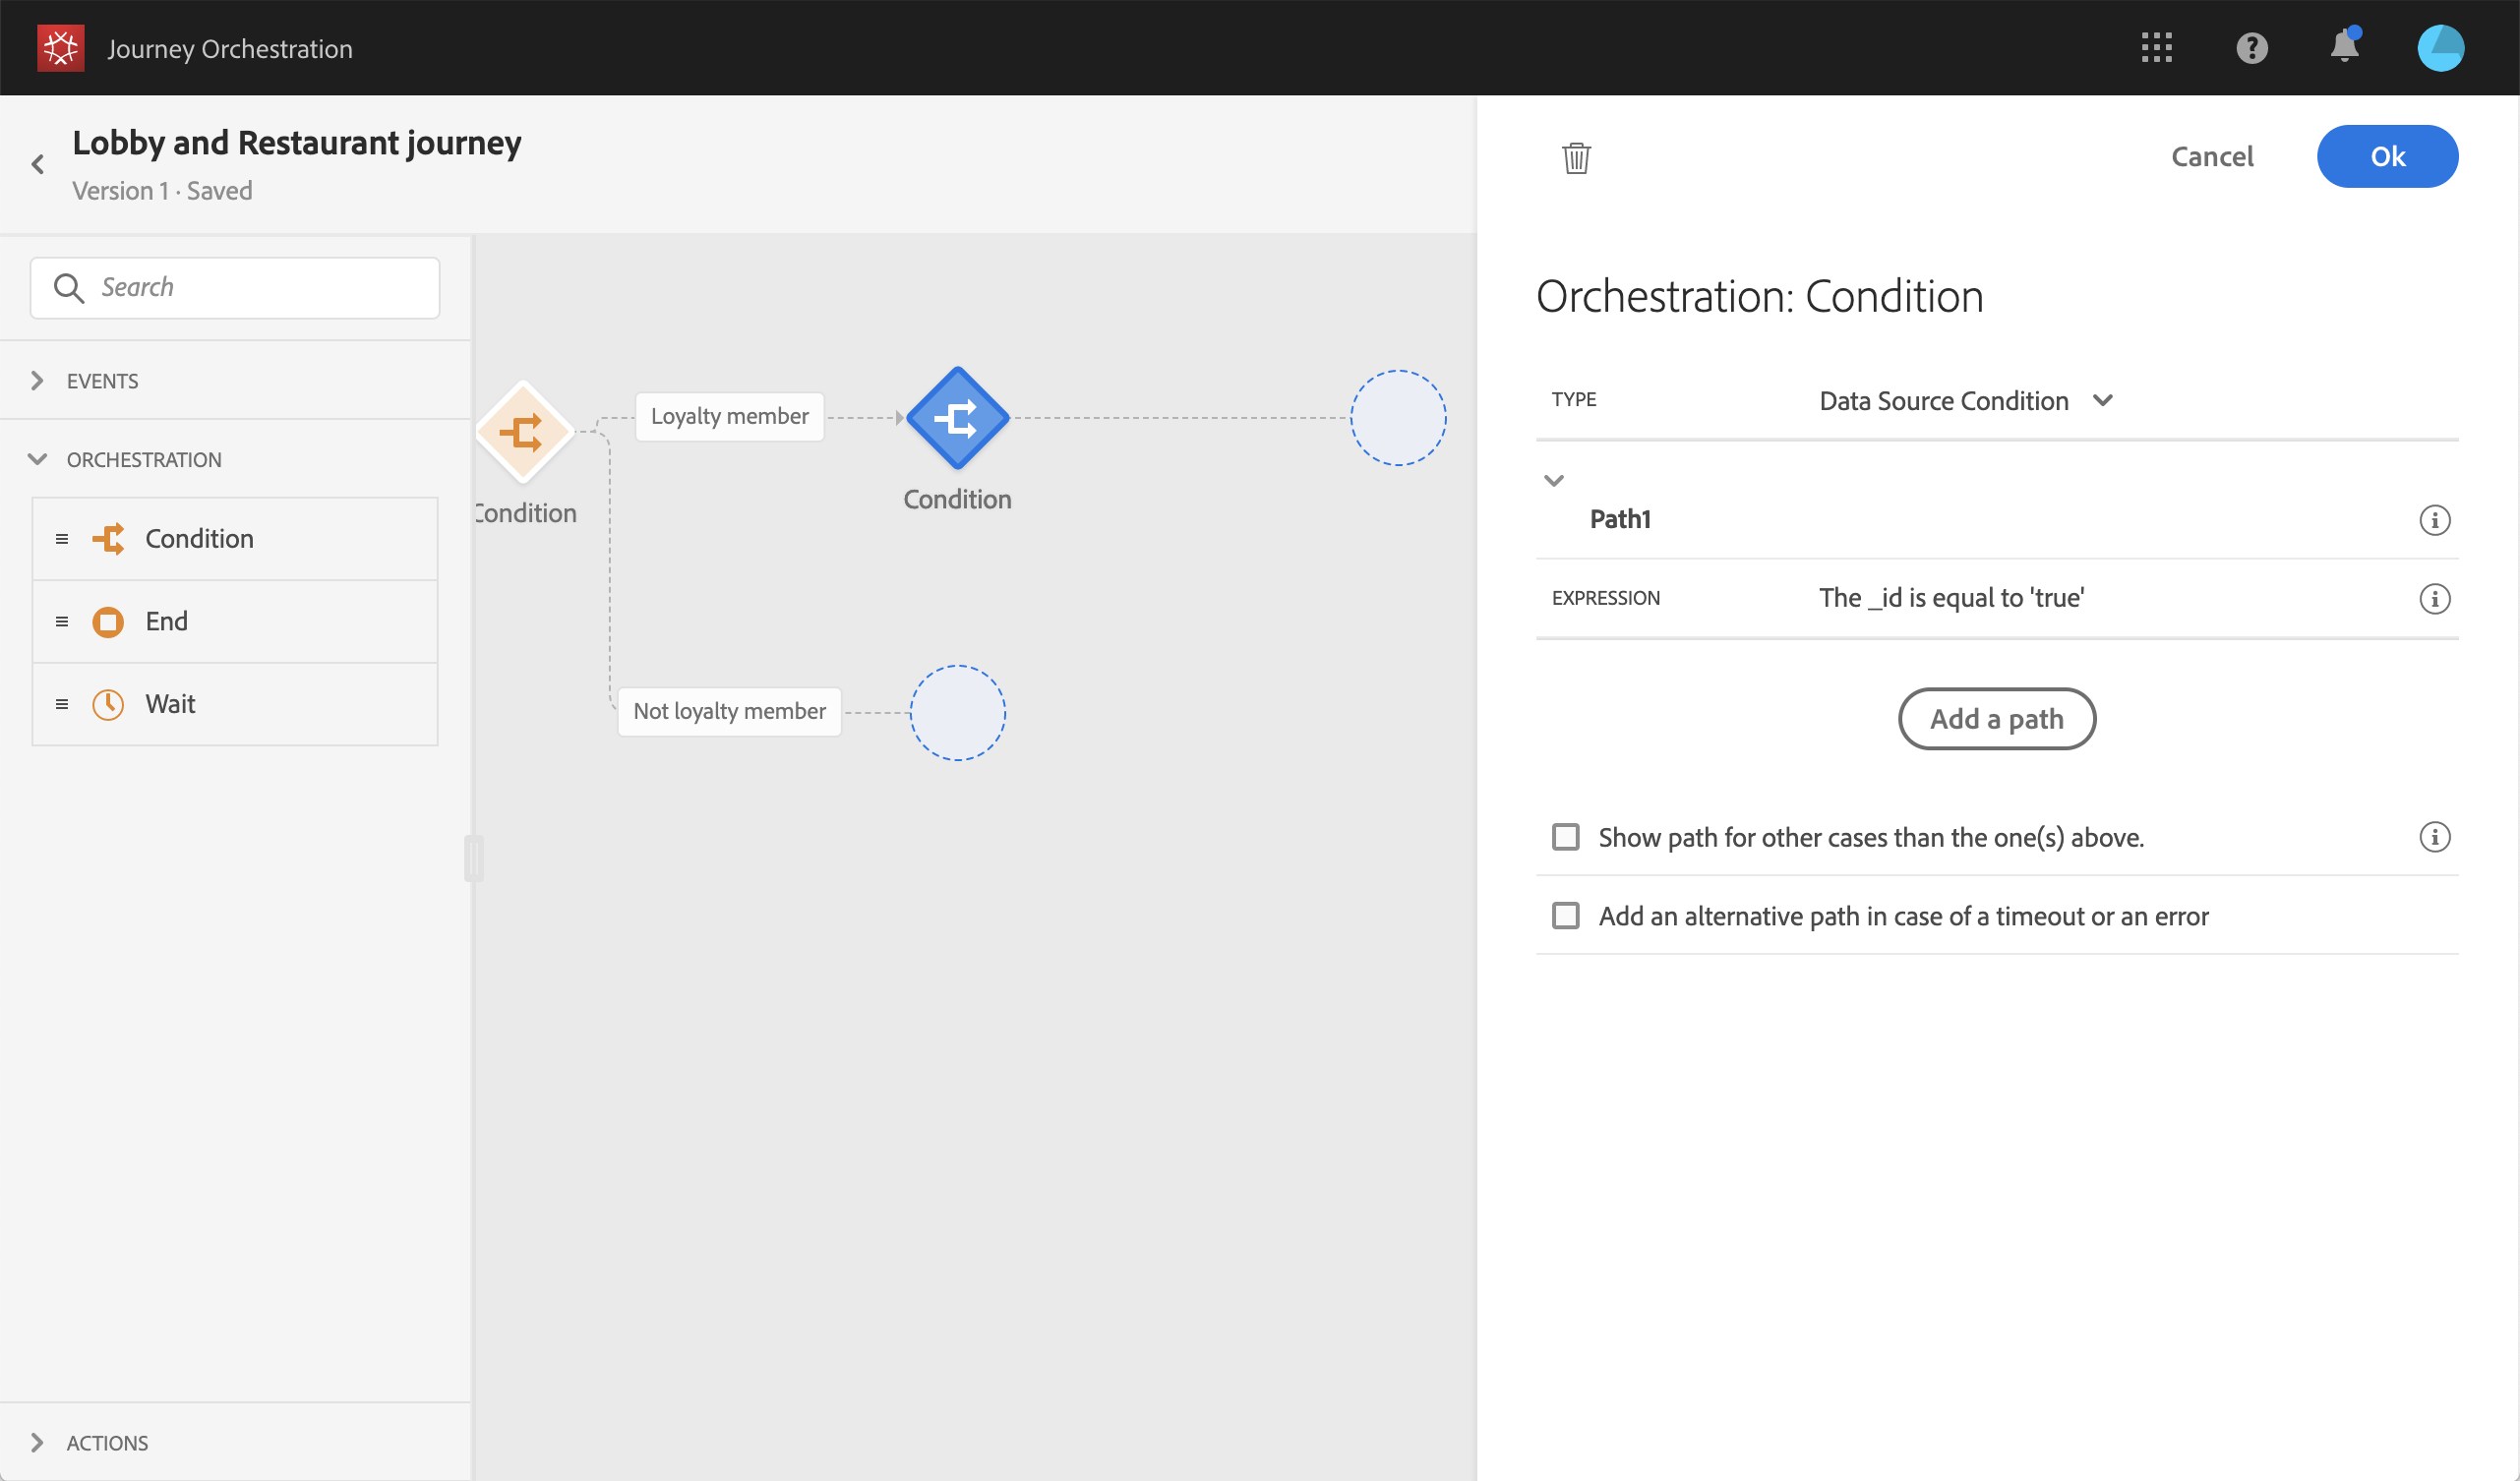 Journey Orchestration
Lobby and Restaurant journey
Version 1 · Saved
Search
EVENTS
ORCHESTRATION
Condition
End
Wait
ACTIONS
Condition
Loyalty member
Condition
Not loyalty member
Cancel
Ok
Orchestration: Condition
TYPE Data Source Condition
Path1
EXPRESSION The _id is equal to 'true'
Add a path
Show path for other cases than the one(s) above.
Add an alternative path in case of a timeout or an error